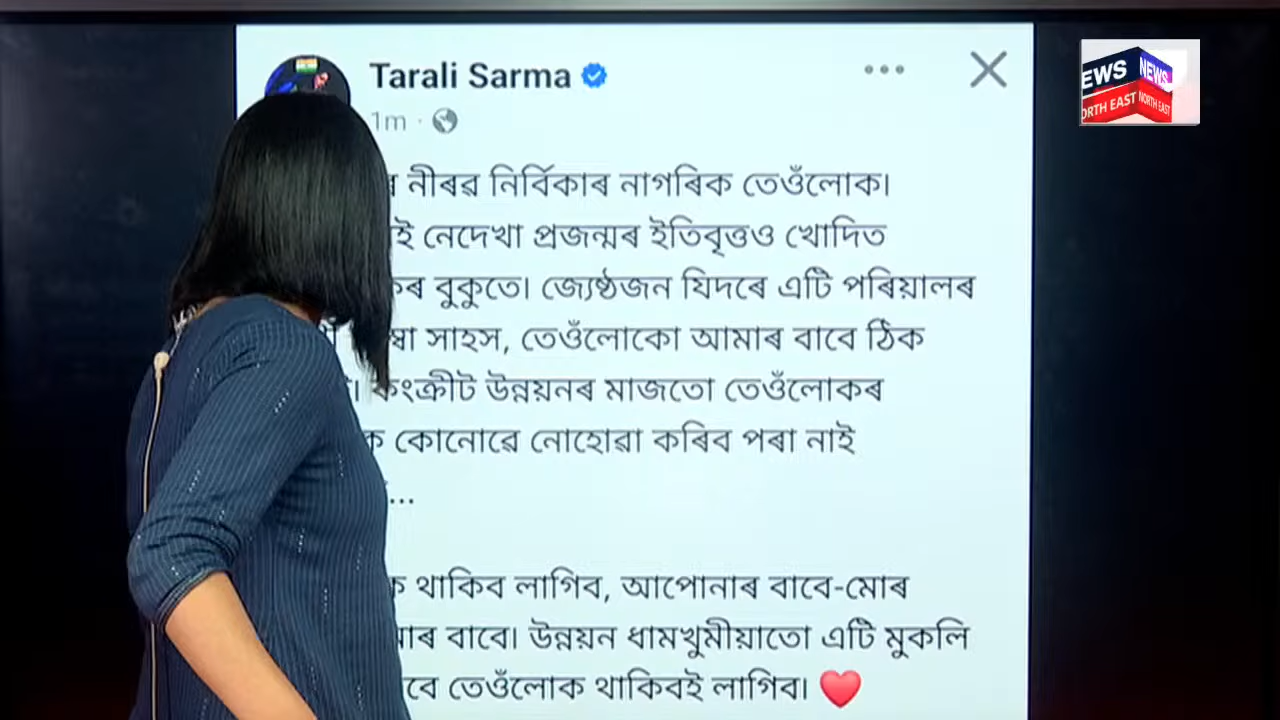 Tarali Sarma
1m
NEWS
NORTH EAST
নীৰৱ নিৰ্বিকাৰ নাগৰিক তেওঁলোক।
নেদেখা প্ৰজন্মৰ ইতিবৃত্তও খোদিত
বুকুতে। জ্যেষ্ঠজন যিদৰে এটি পৰিয়ালৰ
সাহস, তেওঁলোকো আমাৰ বাবে ঠিক
কংক্ৰীট উন্নয়নৰ মাজতো তেওঁলোকৰ
কোনোৱে নোহোৱা কৰিব পৰা নাই
...
থাকিব লাগিব, আপোনাৰ বাবে-মোৰ
বাবে। উন্নয়ন ধামখুমীয়াতো এটি মুকলি
তেওঁলোক থাকিবই লাগিব।